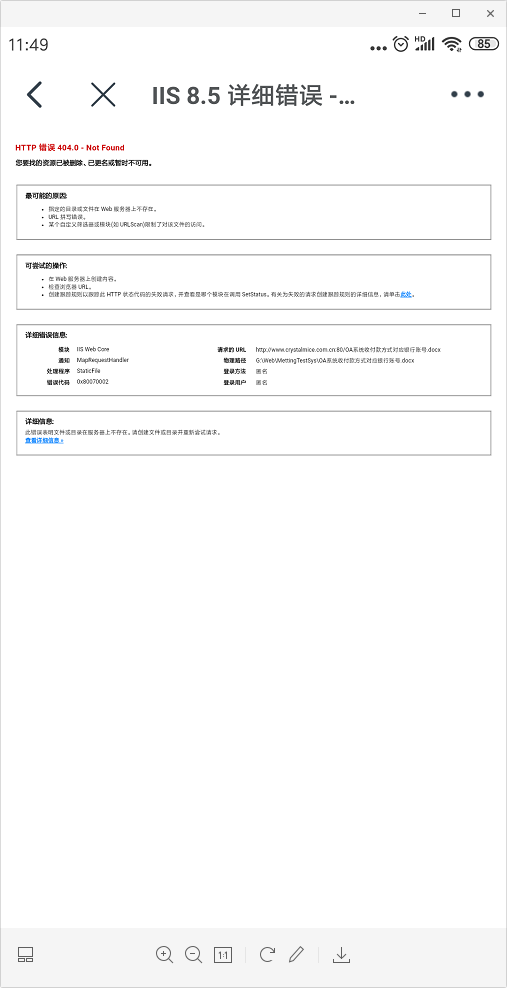 11:49
HD
85
IIS 8.5 详细错误 -...
HTTP 错误 404.0 - Not Found
您要找的资源已被删除、已更名或暂时不可用。
最可能的原因:
指定的目录或文件在 Web 服务器上不存在。
URL 拼写错误。
某个自定义筛选器或模块(如 URLScan)限制了对该文件的访问。
可尝试的操作:
在 Web 服务器上创建内容。
检查浏览器 URL。
创建跟踪规则以跟踪此 HTTP 状态代码的失败请求，并查看是哪个模块在调用 SetStatus。有关为失败的请求创建跟踪规则的详细信息，请单击此处。
详细错误信息:
模块 IIS Web Core 请求的 URL http://www.crystalmice.com.cn:80/OA系统收付款方式对应银行账号.docx
通知 MapRequestHandler 物理路径 G:\Web\MettingTestSys\OA系统收付款方式对应银行账号.docx
处理程序 StaticFile 登录方法 匿名
错误代码 0x80070002 登录用户 匿名
详细信息:
此错误表明文件或目录在服务器上不存在。请创建文件或目录并重新尝试请求。
查看详细信息 »
1:1